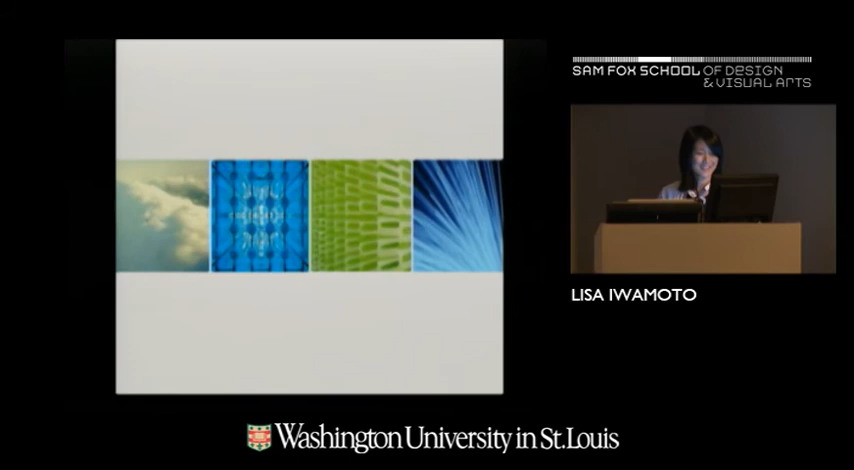 SAM FOX SCHOOL OF DESIGN
& VISUAL ARTS
LISA IWAMOTO
Washington University in St. Louis